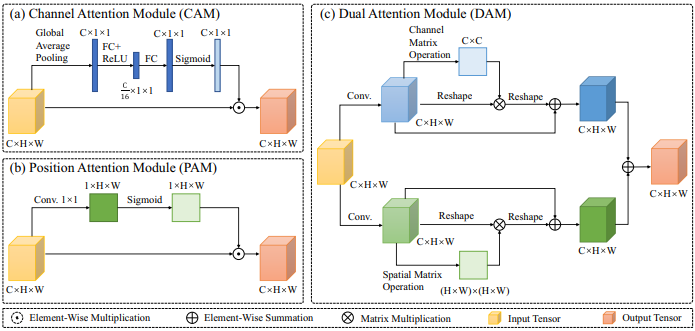 (a) Channel Attention Module (CAM)
Global
Average
Pooling
C×1×1
FC+
ReLU
C/16 ×1×1
FC
C×1×1
Sigmoid
C×1×1
C×H×W
C×H×W
(b) Position Attention Module (PAM)
Conv. 1×1
1×H×W
Sigmoid
1×H×W
C×H×W
C×H×W
(c) Dual Attention Module (DAM)
Channel
Matrix
Operation
C×C
Conv.
Reshape
Reshape
C×H×W
C×H×W
C×H×W
C×H×W
Conv.
Reshape
Reshape
C×H×W
C×H×W
Spatial Matrix
Operation
(H×W)×(H×W)
Element-Wise Multiplication
Element-Wise Summation
Matrix Multiplication
Input Tensor
Output Tensor